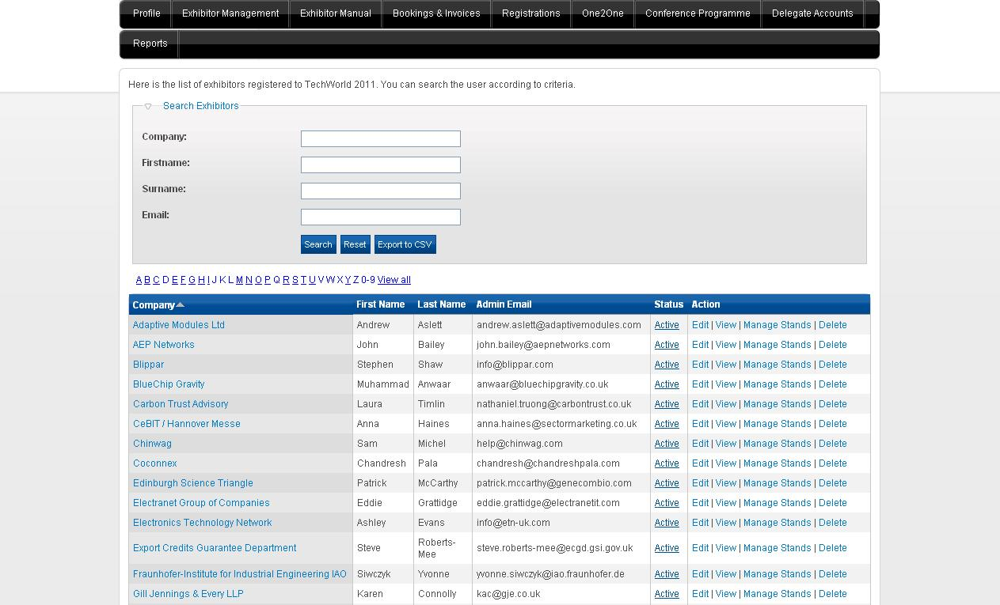 Profile Exhibitor Management Exhibitor Manual Bookings & Invoices Registrations One2One Conference Programme Delegate Accounts
Reports
Here is the list of exhibitors registered to TechWorld 2011. You can search the user according to criteria.
Search Exhibitors
Company:
Firstname:
Surname:
Email:
Search Reset Export to CSV
A B C D E F G H I J K L M N O P Q R S T U V W X Y Z 0-9 View all
Company First Name Last Name Admin Email Status Action
Adaptive Modules Ltd Andrew Aslett andrew.aslett@adaptivemodules.com Active Edit | View | Manage Stands | Delete
AEP Networks John Bailey john.bailey@aepnetworks.com Active Edit | View | Manage Stands | Delete
Blippar Stephen Shaw info@blippar.com Active Edit | View | Manage Stands | Delete
BlueChip Gravity Muhammad Anwaar anwaar@bluechipgravity.co.uk Active Edit | View | Manage Stands | Delete
Carbon Trust Advisory Laura Timlin nathaniel.truong@carbontrust.co.uk Active Edit | View | Manage Stands | Delete
CeBIT / Hannover Messe Anna Haines anna.haines@sectormarketing.co.uk Active Edit | View | Manage Stands | Delete
Chinwag Sam Michel help@chinwag.com Active Edit | View | Manage Stands | Delete
Coconnex Chandresh Pala chandresh@chandreshpala.com Active Edit | View | Manage Stands | Delete
Edinburgh Science Triangle Patrick McCarthy patrick.mccarthy@genecombio.com Active Edit | View | Manage Stands | Delete
Electranet Group of Companies Eddie Grattidge eddie.grattidge@electranetit.com Active Edit | View | Manage Stands | Delete
Electronics Technology Network Ashley Evans info@etn-uk.com Active Edit | View | Manage Stands | Delete
Export Credits Guarantee Department Steve Roberts-Mee steve.roberts-mee@ecgd.gsi.gov.uk Active Edit | View | Manage Stands | Delete
Fraunhofer-Institute for Industrial Engineering IAO Siwczyk Yvonne yvonne.siwczyk@iao.fraunhofer.de Active Edit | View | Manage Stands | Delete
Gill Jennings & Every LLP Karen Connolly kac@gje.co.uk Active Edit | View | Manage Stands | Delete